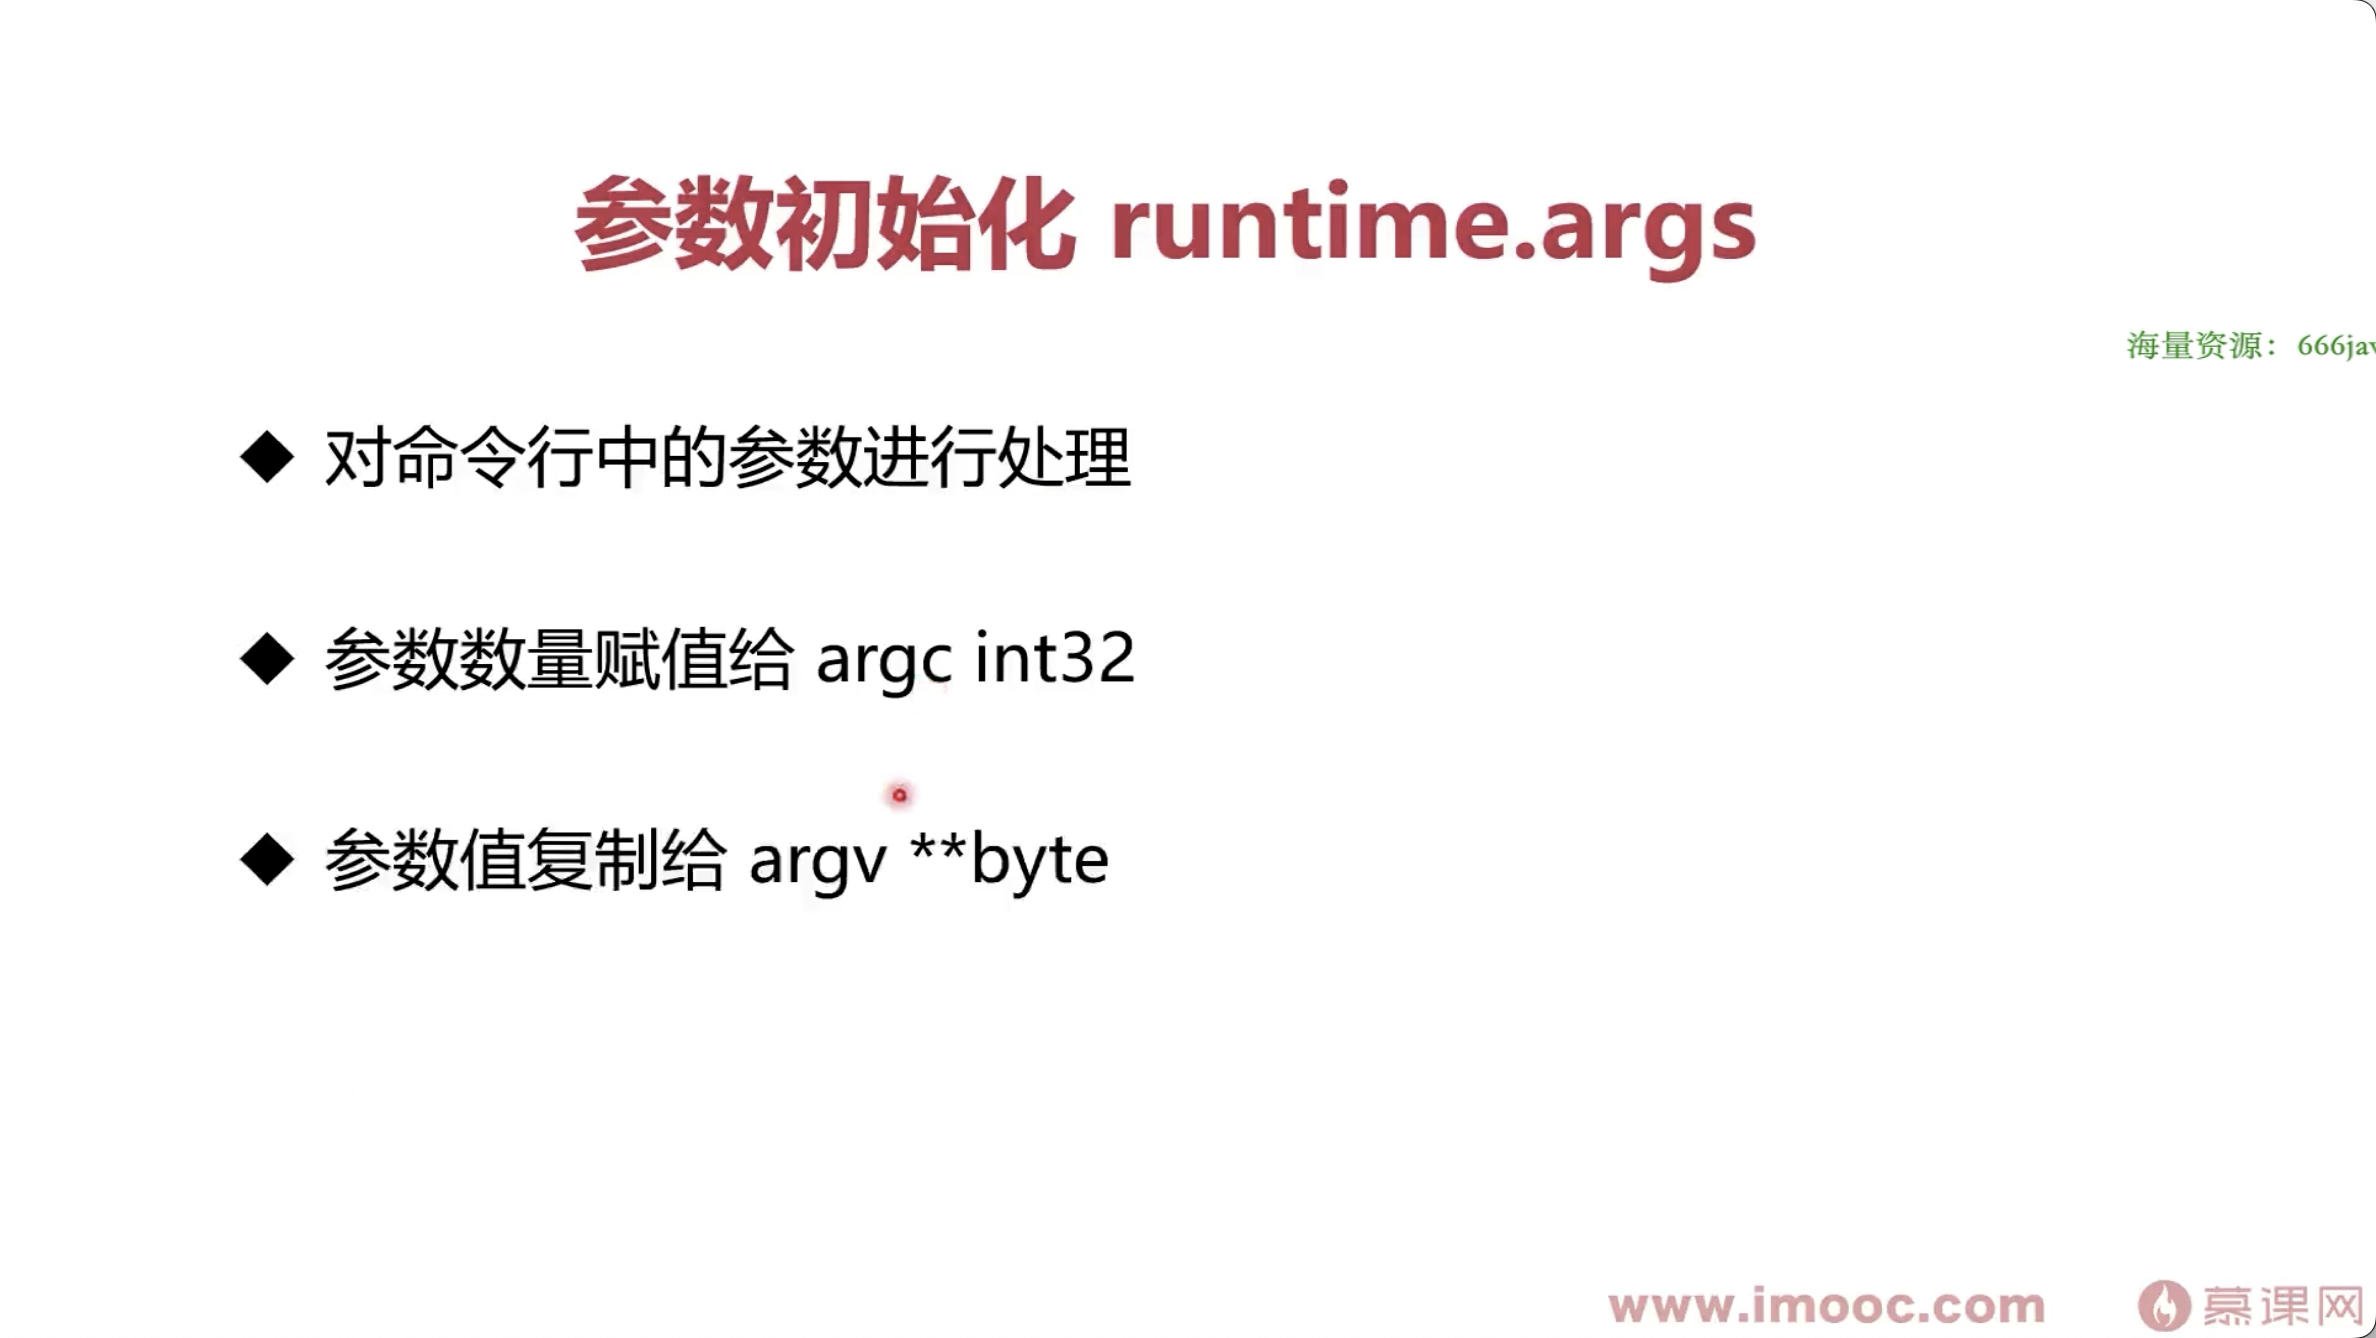 参数初始化 runtime.args
海量资源：666jav
◆ 对命令行中的参数进行处理
◆ 参数数量赋值给 argc int32
◆ 参数值复制给 argv **byte
www.imooc.com 慕课网